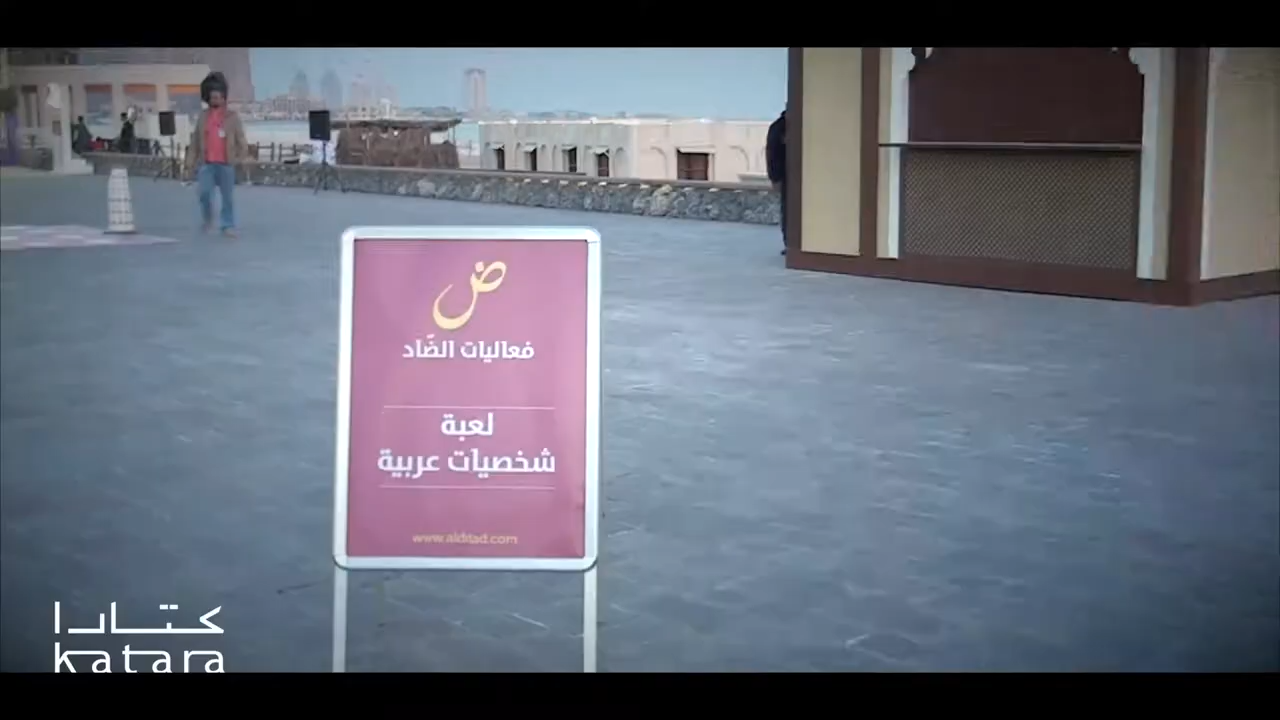 ض
فعاليات الضّاد
لعبة
شخصيات عربية
www.aldhad.com
كتارا
katara